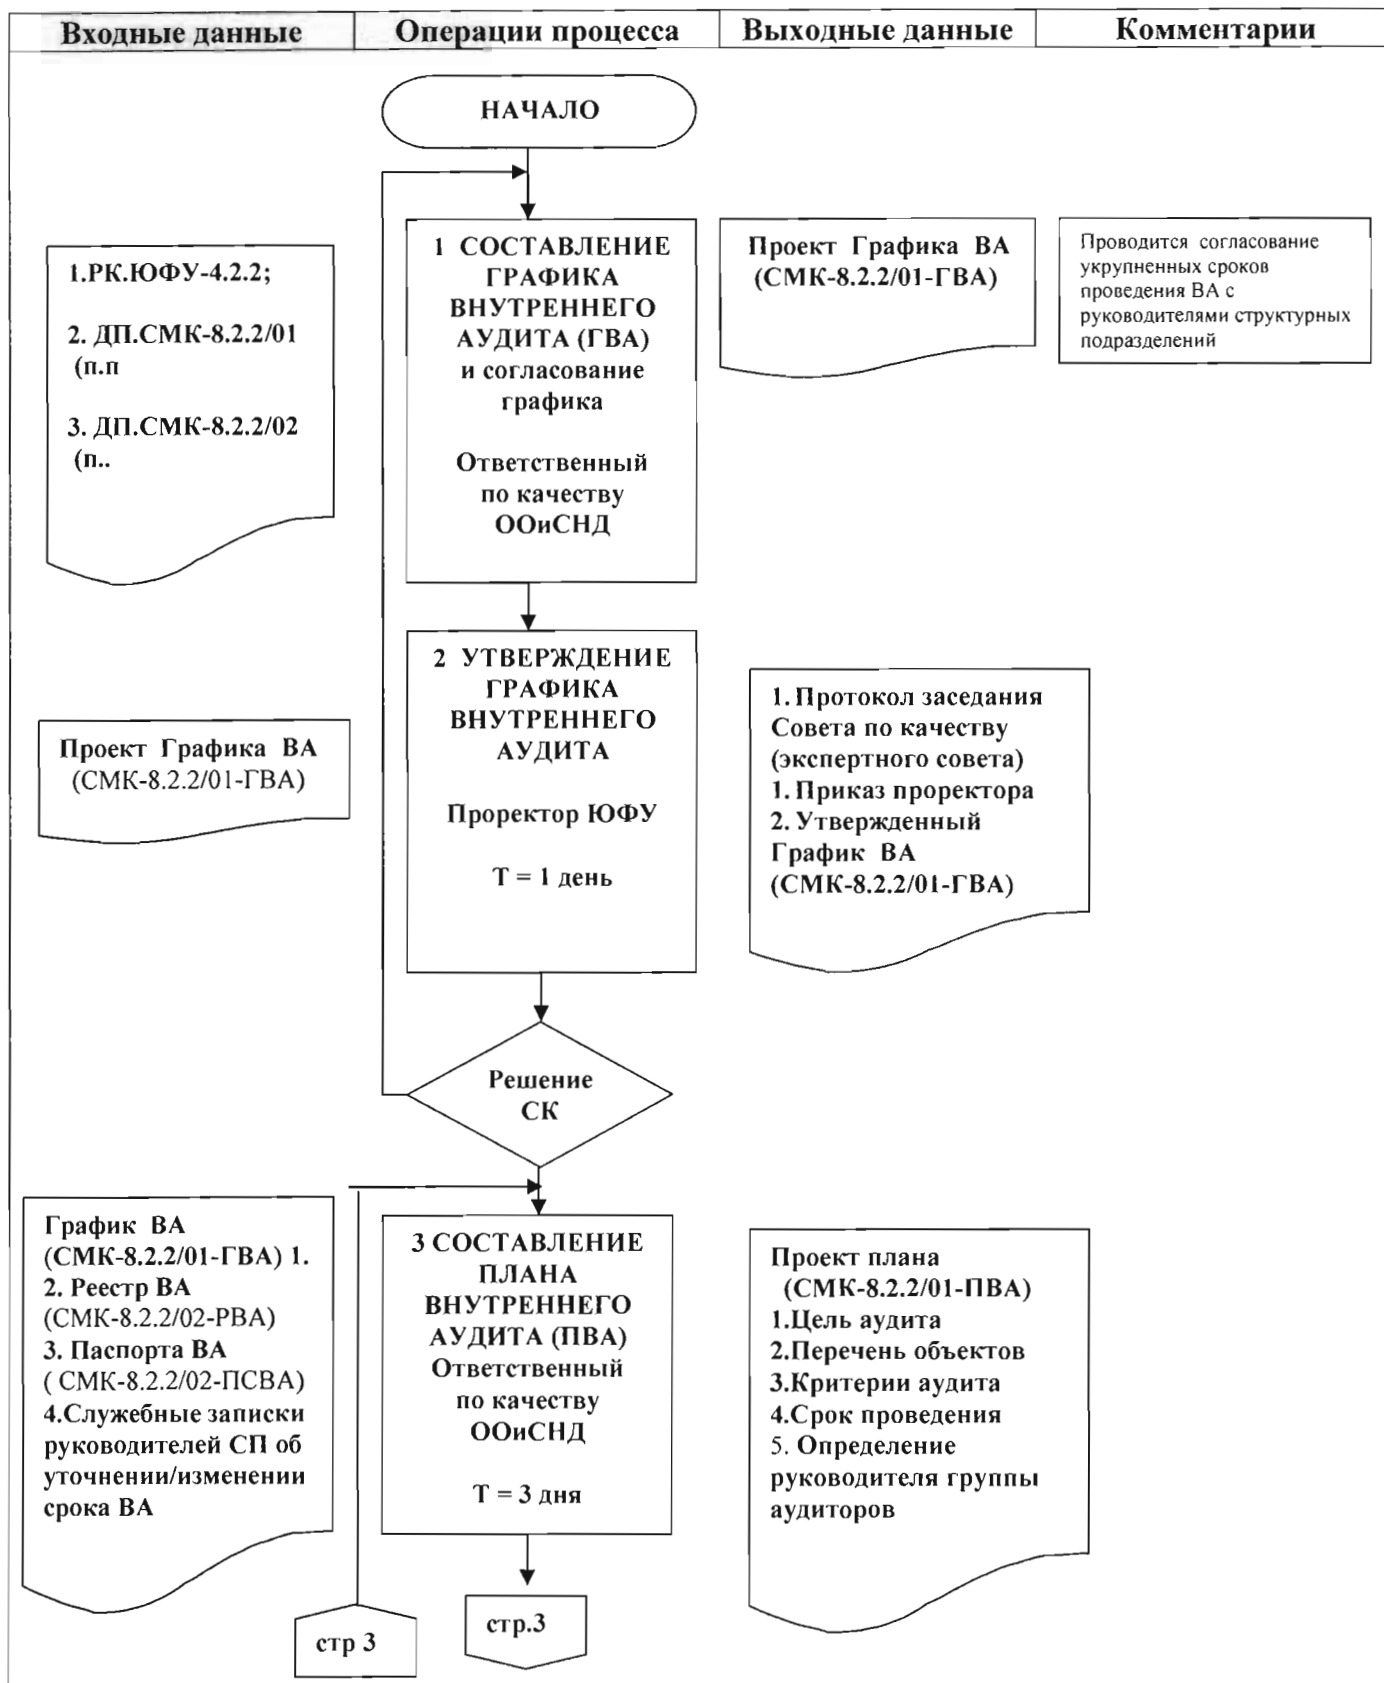 Входные данные
Операции процесса
Выходные данные
Комментарии
НАЧАЛО
1.РК.ЮФУ-4.2.2;
2. ДП.СМК-8.2.2/01
(п.п
3. ДП.СМК-8.2.2/02
(п..
1 СОСТАВЛЕНИЕ
ГРАФИКА
ВНУТРЕННЕГО
АУДИТА (ГВА)
и согласование
графика
Ответственный
по качеству
ООиСНД
Проект Графика ВА
(СМК-8.2.2/01-ГВА)
Проводится согласование
укрупненных сроков
проведения ВА с
руководителями структурных
подразделений
Проект Графика ВА
(СМК-8.2.2/01-ГВА)
2 УТВЕРЖДЕНИЕ
ГРАФИКА
ВНУТРЕННЕГО
АУДИТА
Проректор ЮФУ
Т = 1 день
1. Протокол заседания
Совета по качеству
(экспертного совета)
1. Приказ проректора
2. Утвержденный
График ВА
(СМК-8.2.2/01-ГВА)
Решение
СК
График ВА
(СМК-8.2.2/01-ГВА) 1.
2. Реестр ВА
(СМК-8.2.2/02-РВА)
3. Паспорта ВА
( СМК-8.2.2/02-ПСВА)
4.Служебные записки
руководителей СП об
уточнении/изменении
срока ВА
3 СОСТАВЛЕНИЕ
ПЛАНА
ВНУТРЕННЕГО
АУДИТА (ПВА)
Ответственный
по качеству
ООиСНД
Т = 3 дня
Проект плана
(СМК-8.2.2/01-ПВА)
1.Цель аудита
2.Перечень объектов
3.Критерии аудита
4.Срок проведения
5. Определение
руководителя группы
аудиторов
стр 3
стр.3